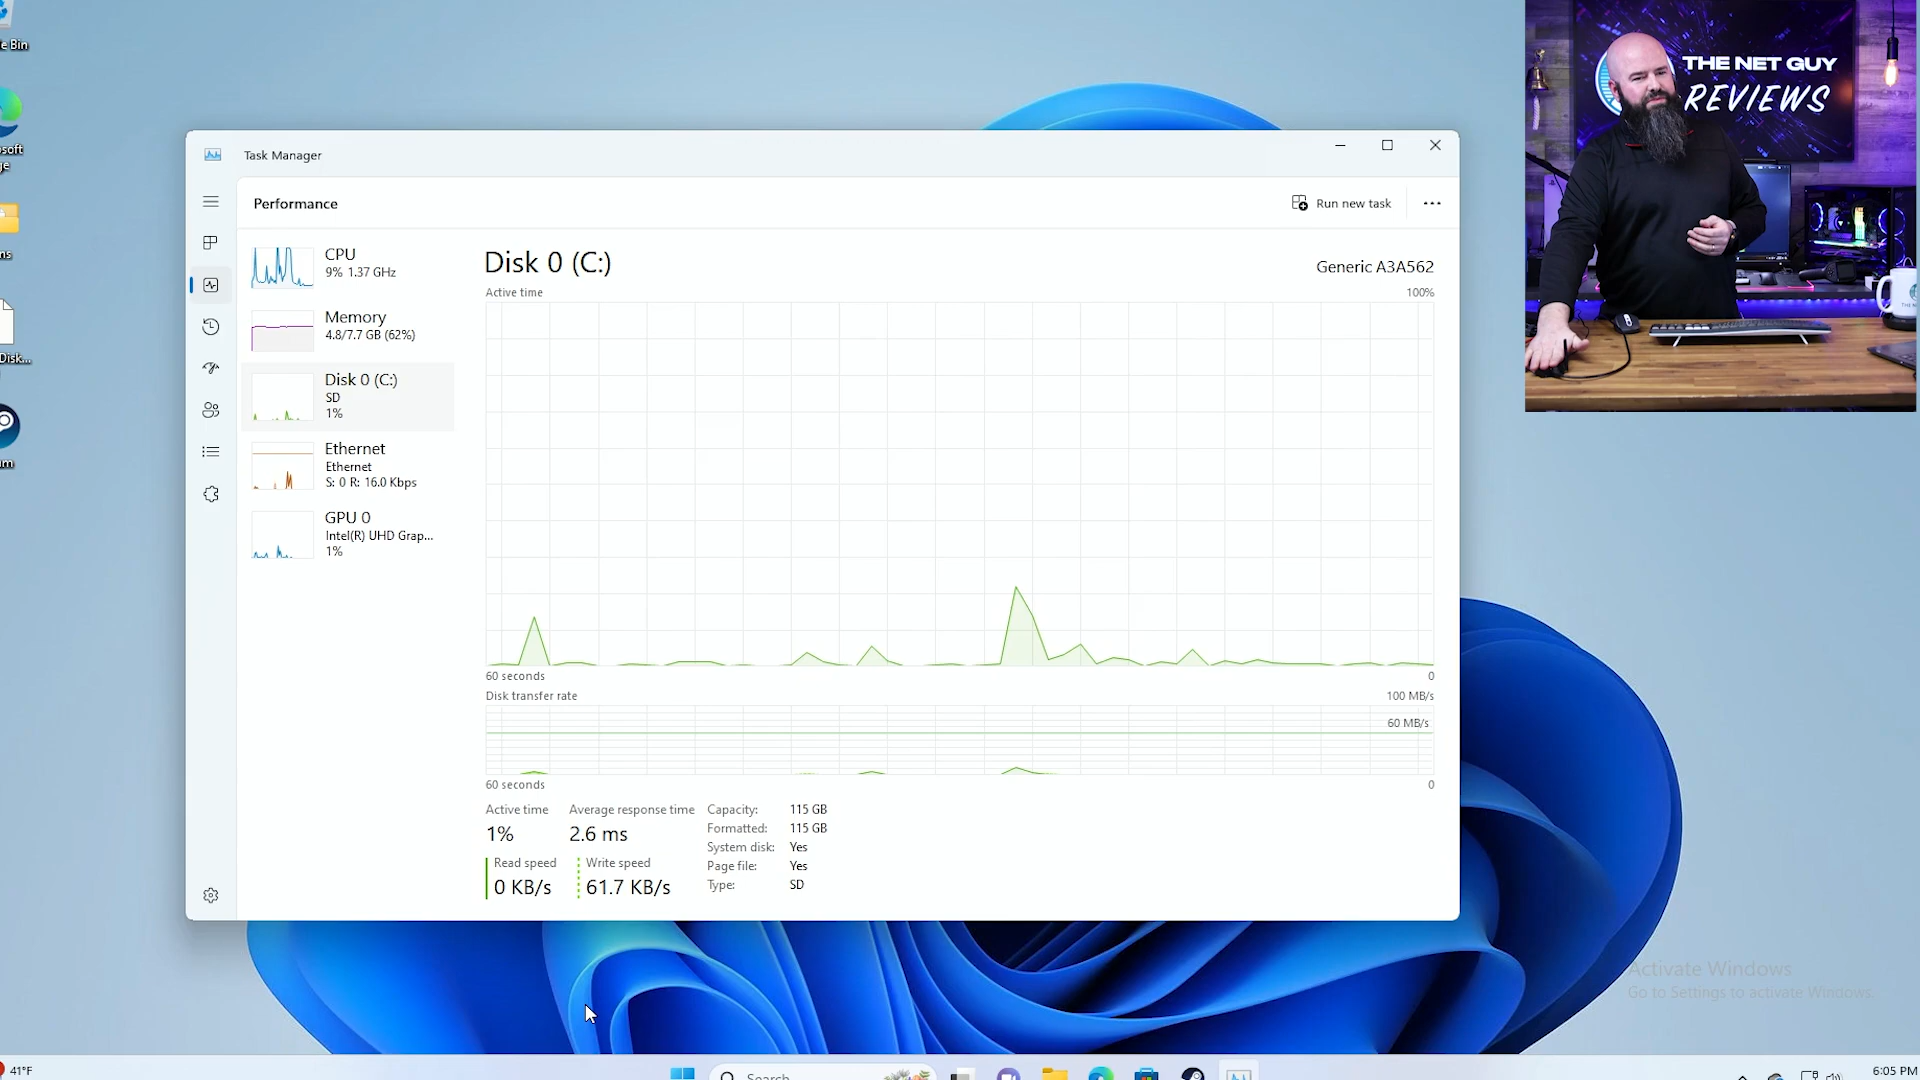 e Bin
THE NET GUY
REVIEWS
Task Manager
soft
ge
Performance
Run new task
CPU
9% 1.37 GHz
Disk 0 (C:)
Generic A3A562
ns
Active time
100%
Memory
4.8/7.7 GB (62%)
Disk...
Disk 0 (C:)
SD
1%
Ethernet
Ethernet
S: 0 R: 16.0 Kbps
am
GPU 0
Intel(R) UHD Grap...
1%
60 seconds
0
Disk transfer rate
100 MB/s
60 MB/s
60 seconds
0
Active time
1%
Average response time
2.6 ms
Read speed
0 KB/s
Write speed
61.7 KB/s
Capacity: 115 GB
Formatted: 115 GB
System disk: Yes
Page file: Yes
Type: SD
Activate Windows
Go to Settings to activate Windows.
41°F
Search
6:05 PM